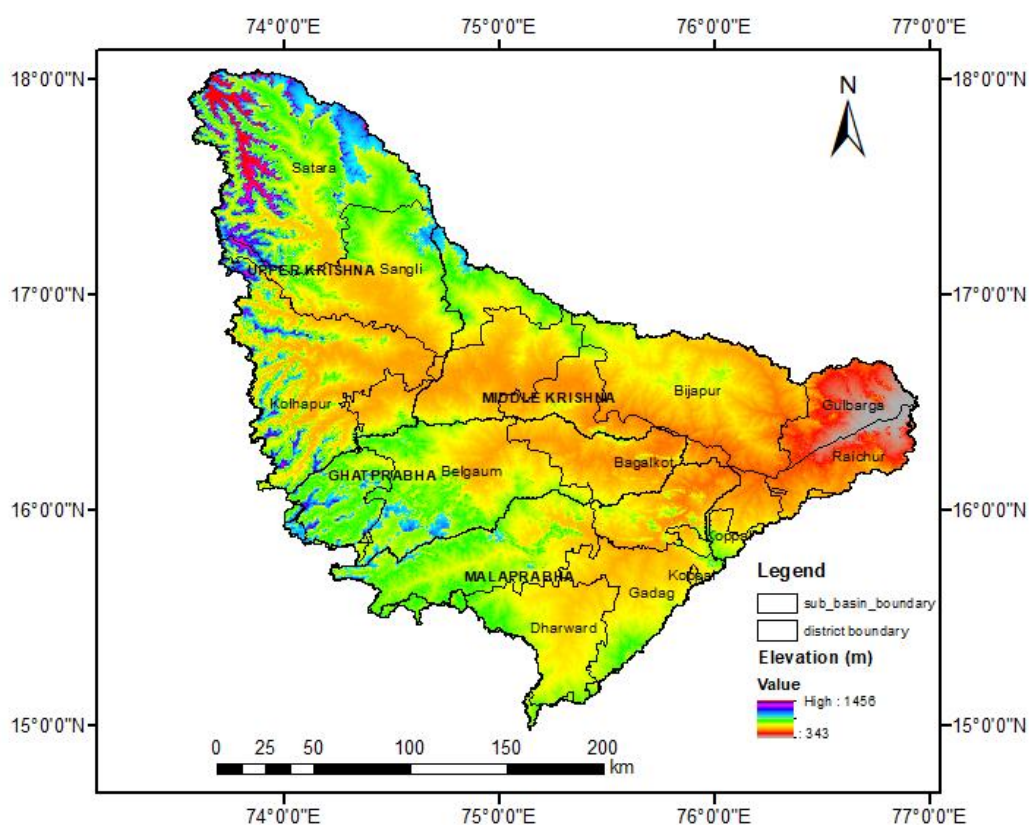 74°0'0"E 75°0'0"E 76°0'0"E 77°0'0"E
18°0'0"N 18°0'0"N
N
Satara
UPPER KRISHNA Sangli
17°0'0"N 17°0'0"N
Bijapur
Kolhapur MIDDLE KRISHNA Gulbarga
Raichur
GHATPRABHA Belgaum Bagalkot
16°0'0"N 16°0'0"N
Koppal
MALAPRABHA Koppal
Gadag
Dharward
Legend
sub_basin_boundary
district boundary
Elevation (m)
Value
High : 1456
: 343
15°0'0"N 15°0'0"N
0 25 50 100 150 200
km
74°0'0"E 75°0'0"E 76°0'0"E 77°0'0"E